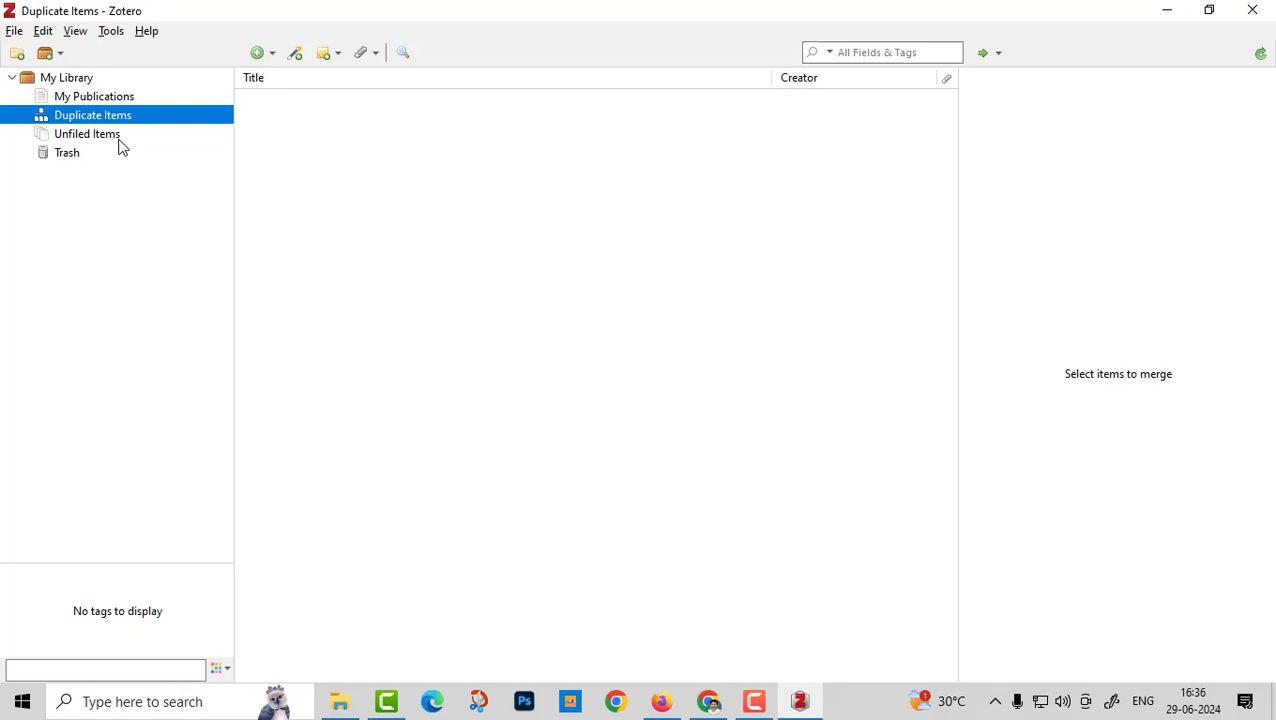 Duplicate Items - Zotero
File Edit View Tools Help
All Fields & Tags
My Library
Title
Creator
My Publications
Duplicate Items
Unfiled Items
Trash
Select items to merge
No tags to display
Type here to search
Ps
1
30°C
ENG
16:36
29-06-2024